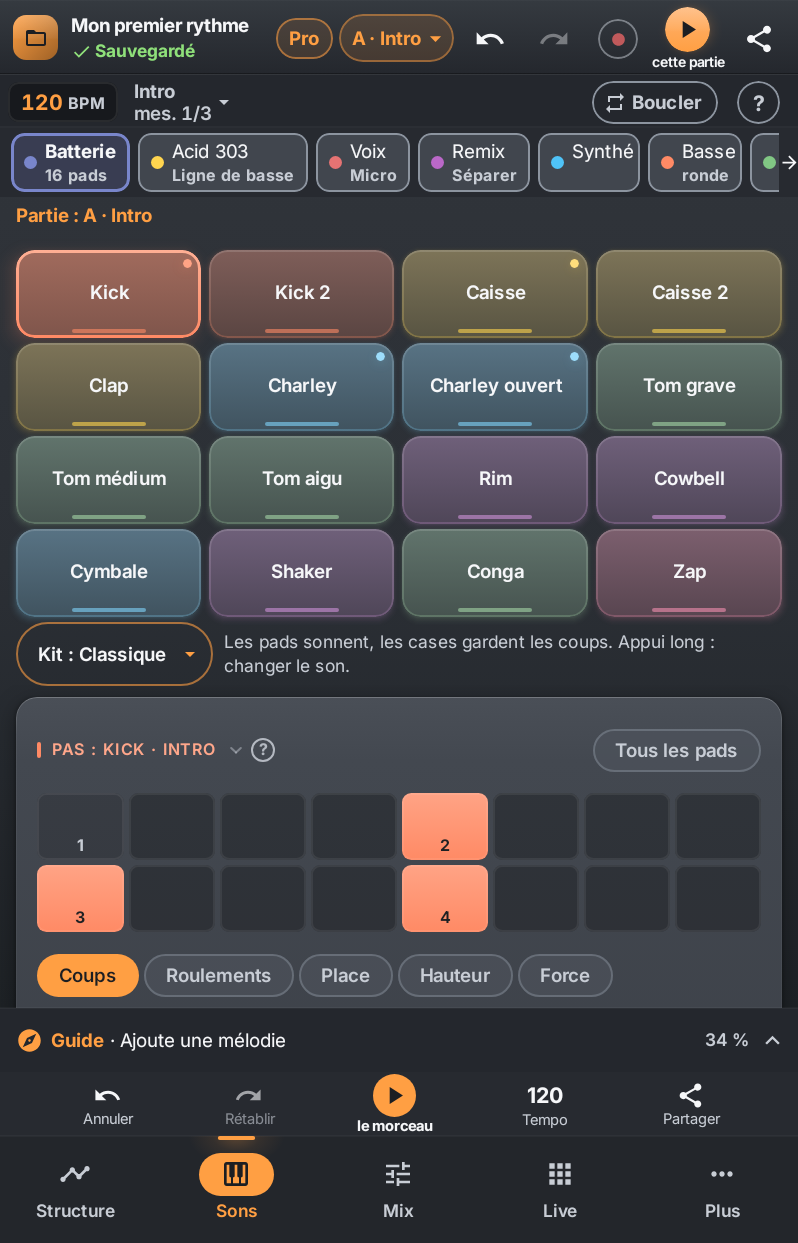 Mon premier rythme
Sauvegardé
Pro
A · Intro
cette partie
120 BPM
Intro
mes. 1/3
Boucler
?
Batterie
16 pads
Acid 303
Ligne de basse
Voix
Micro
Remix
Séparer
Synthé
Basse
ronde
Partie : A · Intro
Kick
Kick 2
Caisse
Caisse 2
Clap
Charley
Charley ouvert
Tom grave
Tom médium
Tom aigu
Rim
Cowbell
Cymbale
Shaker
Conga
Zap
Kit : Classique
Les pads sonnent, les cases gardent les coups. Appui long :
changer le son.
PAS : KICK · INTRO
?
Tous les pads
1
2
3
4
Coups
Roulements
Place
Hauteur
Force
Guide · Ajoute une mélodie
34 %
Annuler
Rétablir
le morceau
120
Tempo
Partager
Structure
Sons
Mix
Live
Plus